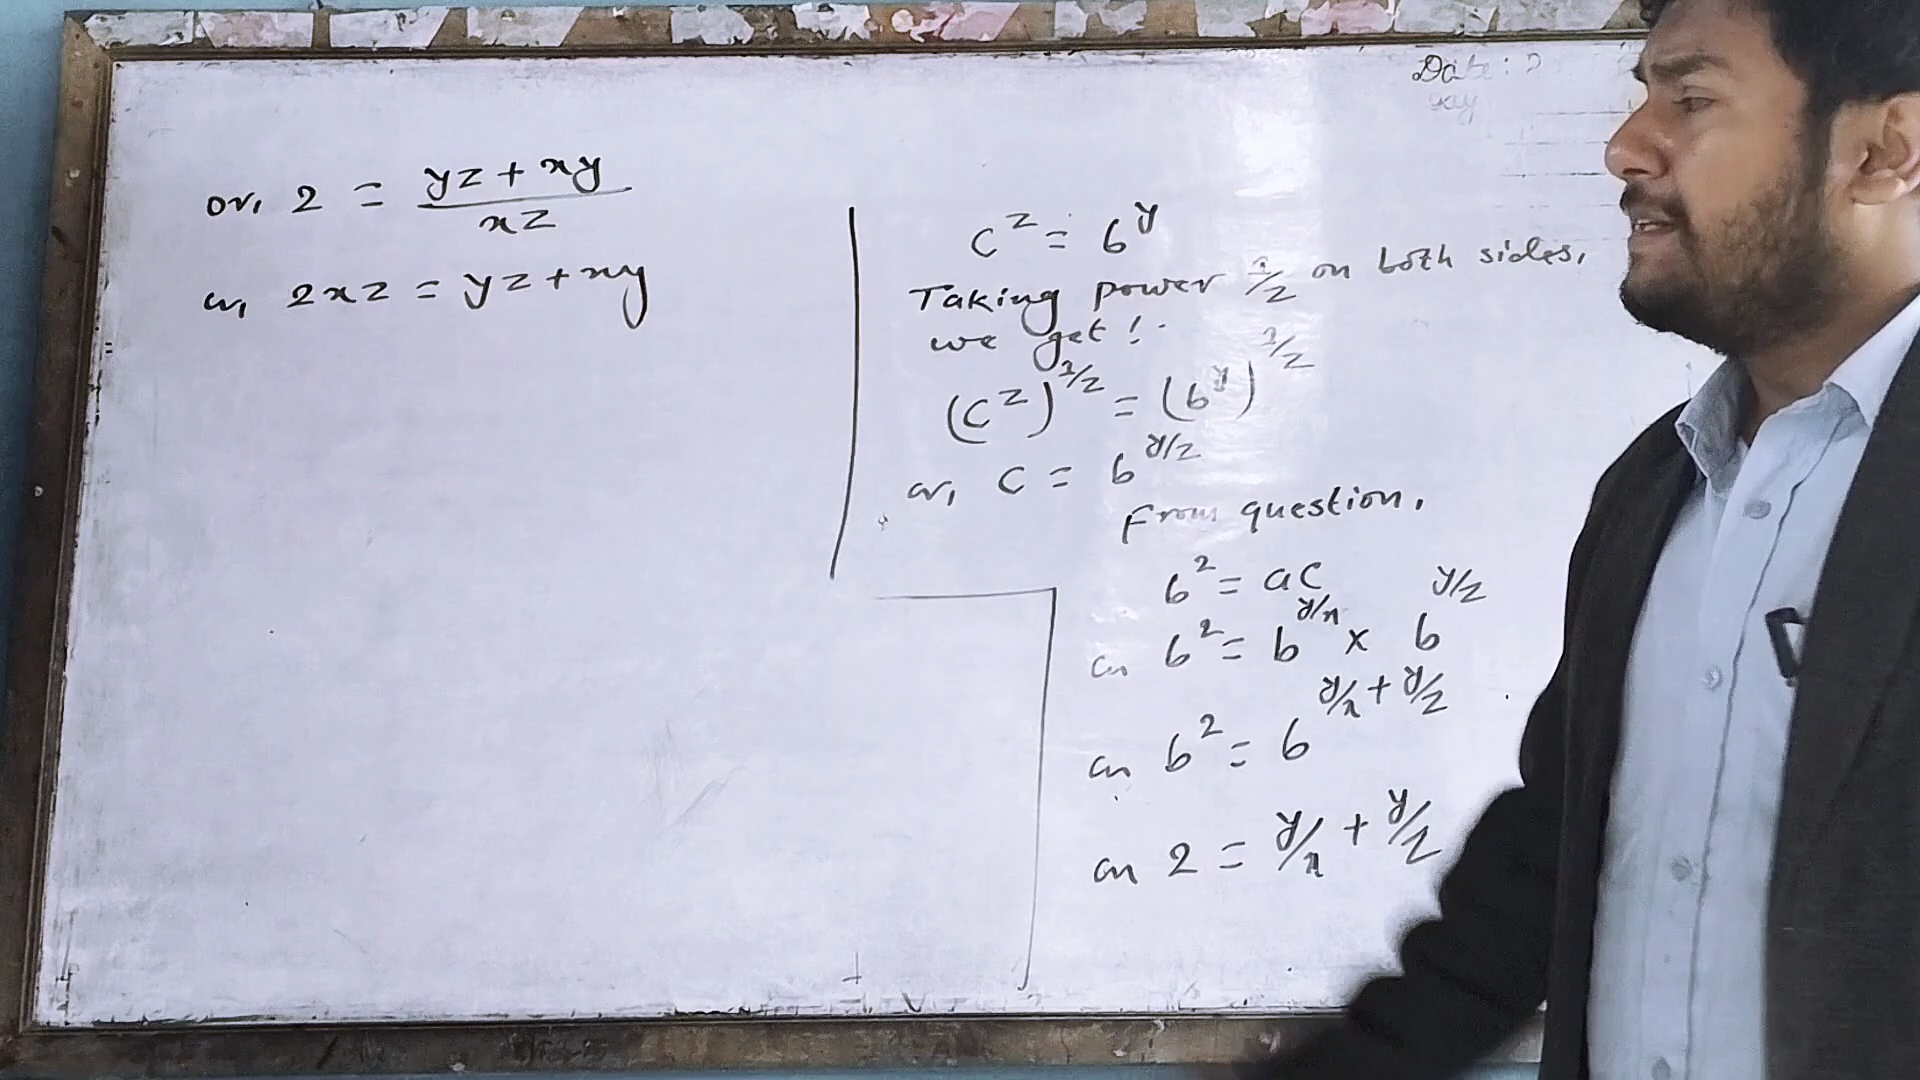 or, 2 = (yz + xy)/xz
or, 2xz = yz + xy
Date:
c^z = b^y
Taking power 1/z on both sides,
we get :-
(c^z)^1/z = (b^y)^1/z
or, c = b^y/z
From question,
b^2 = ac
or b^2 = b^y/x × b^y/z
or b^2 = b^y/x + y/z
or 2 = y/x + y/z